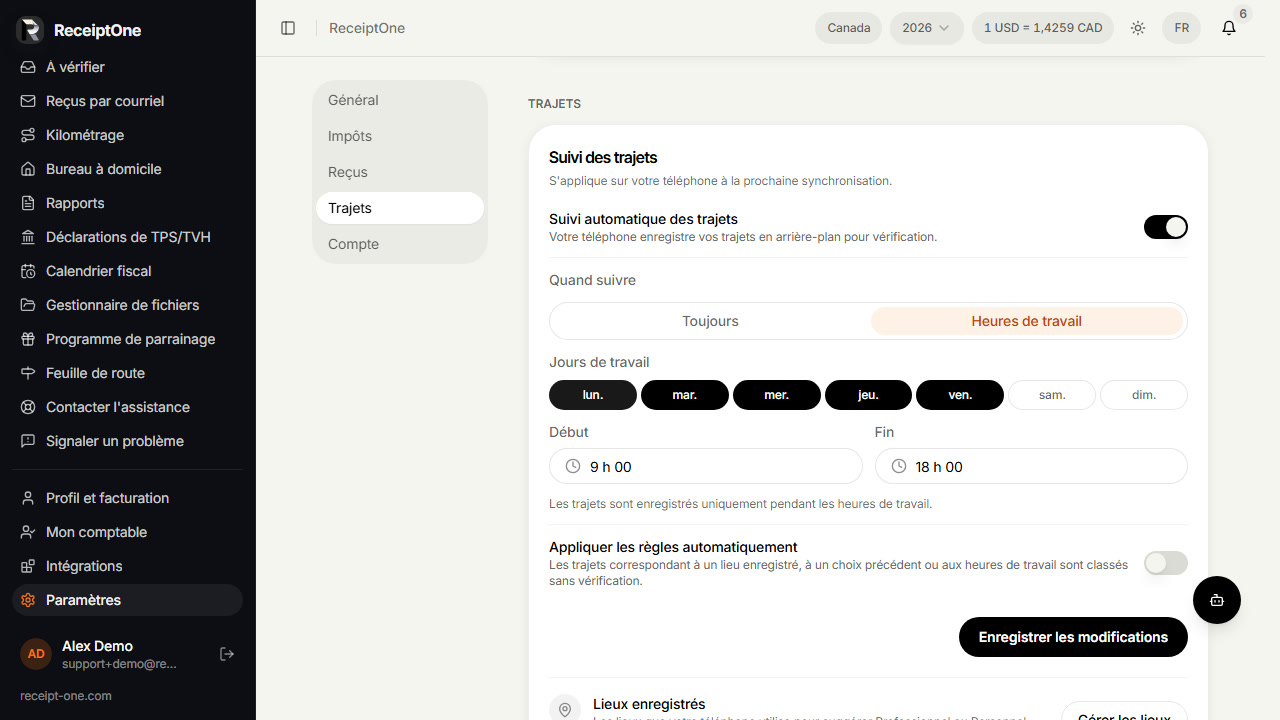 ReceiptOne
À vérifier
Reçus par courriel
Kilométrage
Bureau à domicile
Rapports
Déclarations de TPS/TVH
Calendrier fiscal
Gestionnaire de fichiers
Programme de parrainage
Feuille de route
Contacter l'assistance
Signaler un problème
Profil et facturation
Mon comptable
Intégrations
Paramètres
AD
Alex Demo
support+demo@re...
receipt-one.com
ReceiptOne
Canada
2026
1 USD = 1,4259 CAD
FR
6
Général
Impôts
Reçus
Trajets
Compte
TRAJETS
Suivi des trajets
S'applique sur votre téléphone à la prochaine synchronisation.
Suivi automatique des trajets
Votre téléphone enregistre vos trajets en arrière-plan pour vérification.
Quand suivre
Toujours
Heures de travail
Jours de travail
lun.
mar.
mer.
jeu.
ven.
sam.
dim.
Début
Fin
9 h 00
18 h 00
Les trajets sont enregistrés uniquement pendant les heures de travail.
Appliquer les règles automatiquement
Les trajets correspondant à un lieu enregistré, à un choix précédent ou aux heures de travail sont classés
sans vérification.
Enregistrer les modifications
Lieux enregistrés
Gérer les lieux